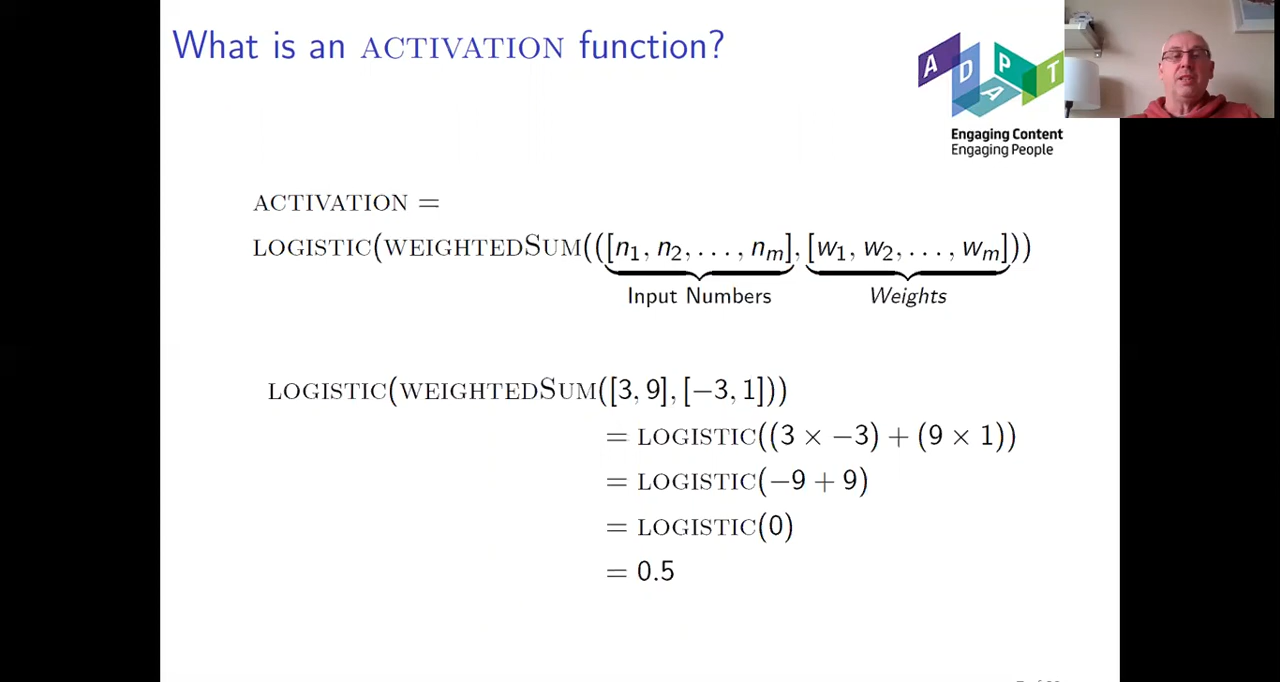 What is an ACTIVATION function?
ADAPT
Engaging Content
Engaging People
ACTIVATION =
LOGISTIC(WEIGHTEDSUM(([n₁, n₂, . . . , nₘ], [w₁, w₂, . . . , wₘ]))
Input Numbers Weights
LOGISTIC(WEIGHTEDSUM([3, 9], [−3, 1]))
= LOGISTIC((3 × −3) + (9 × 1))
= LOGISTIC(−9 + 9)
= LOGISTIC(0)
= 0.5